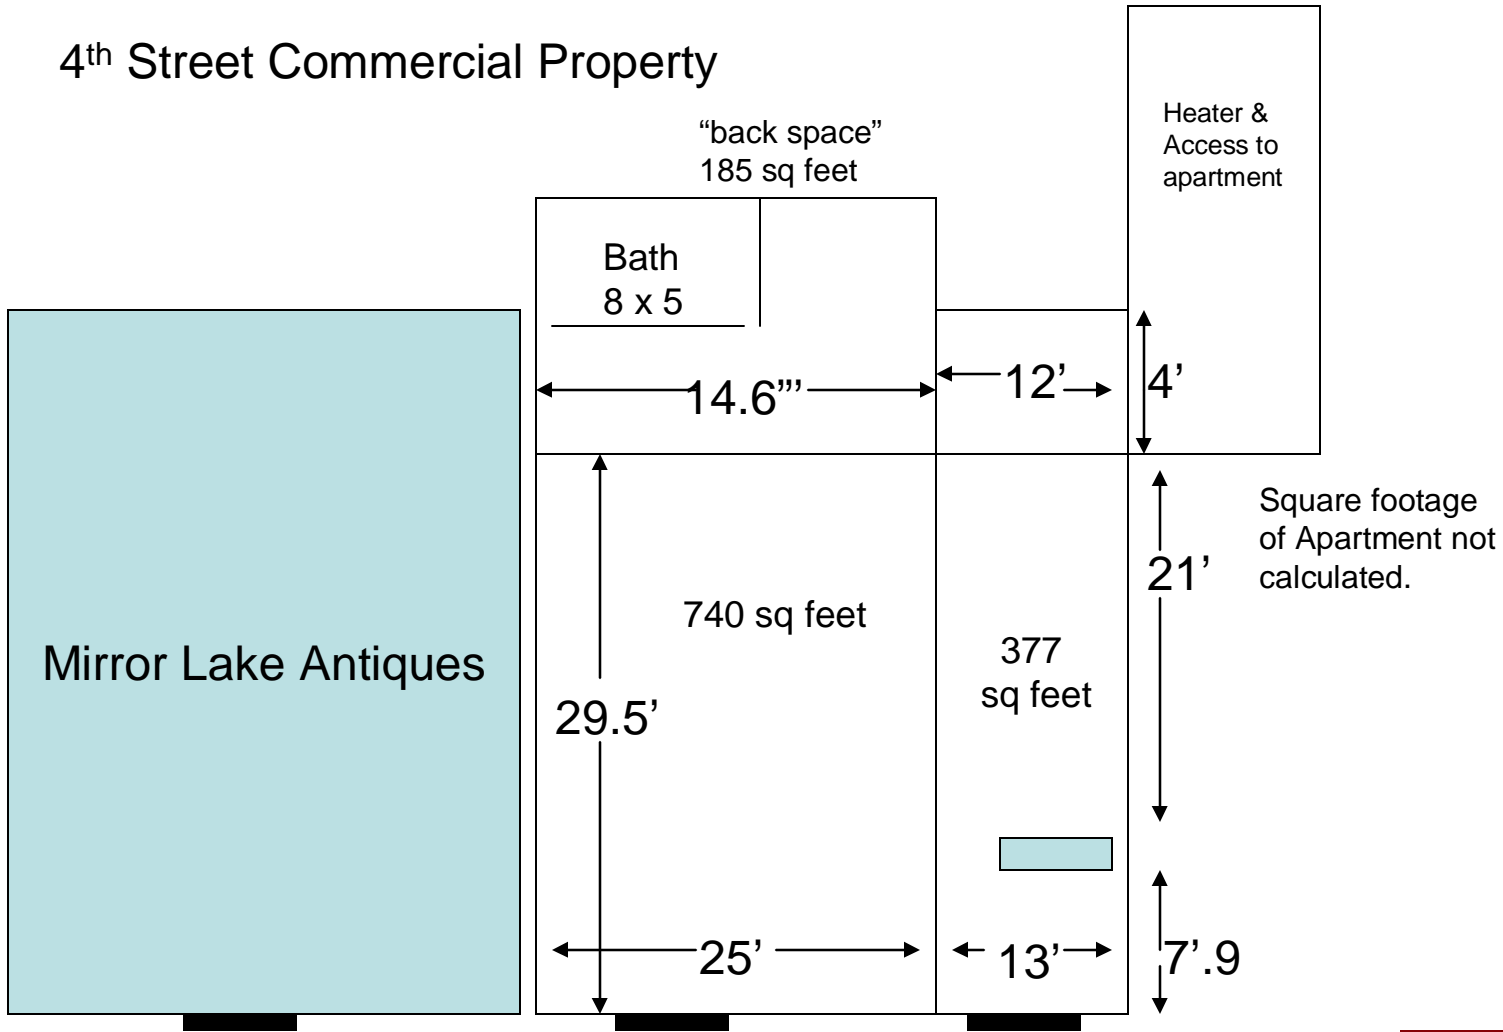 4th Street Commercial Property
“back space”
185 sq feet
Heater &
Access to
apartment
Bath
8 x 5
14.6”’
12’
4’
Square footage
of Apartment not
calculated.
21’
740 sq feet
377
sq feet
Mirror Lake Antiques
29.5’
25’
13’
7’.9